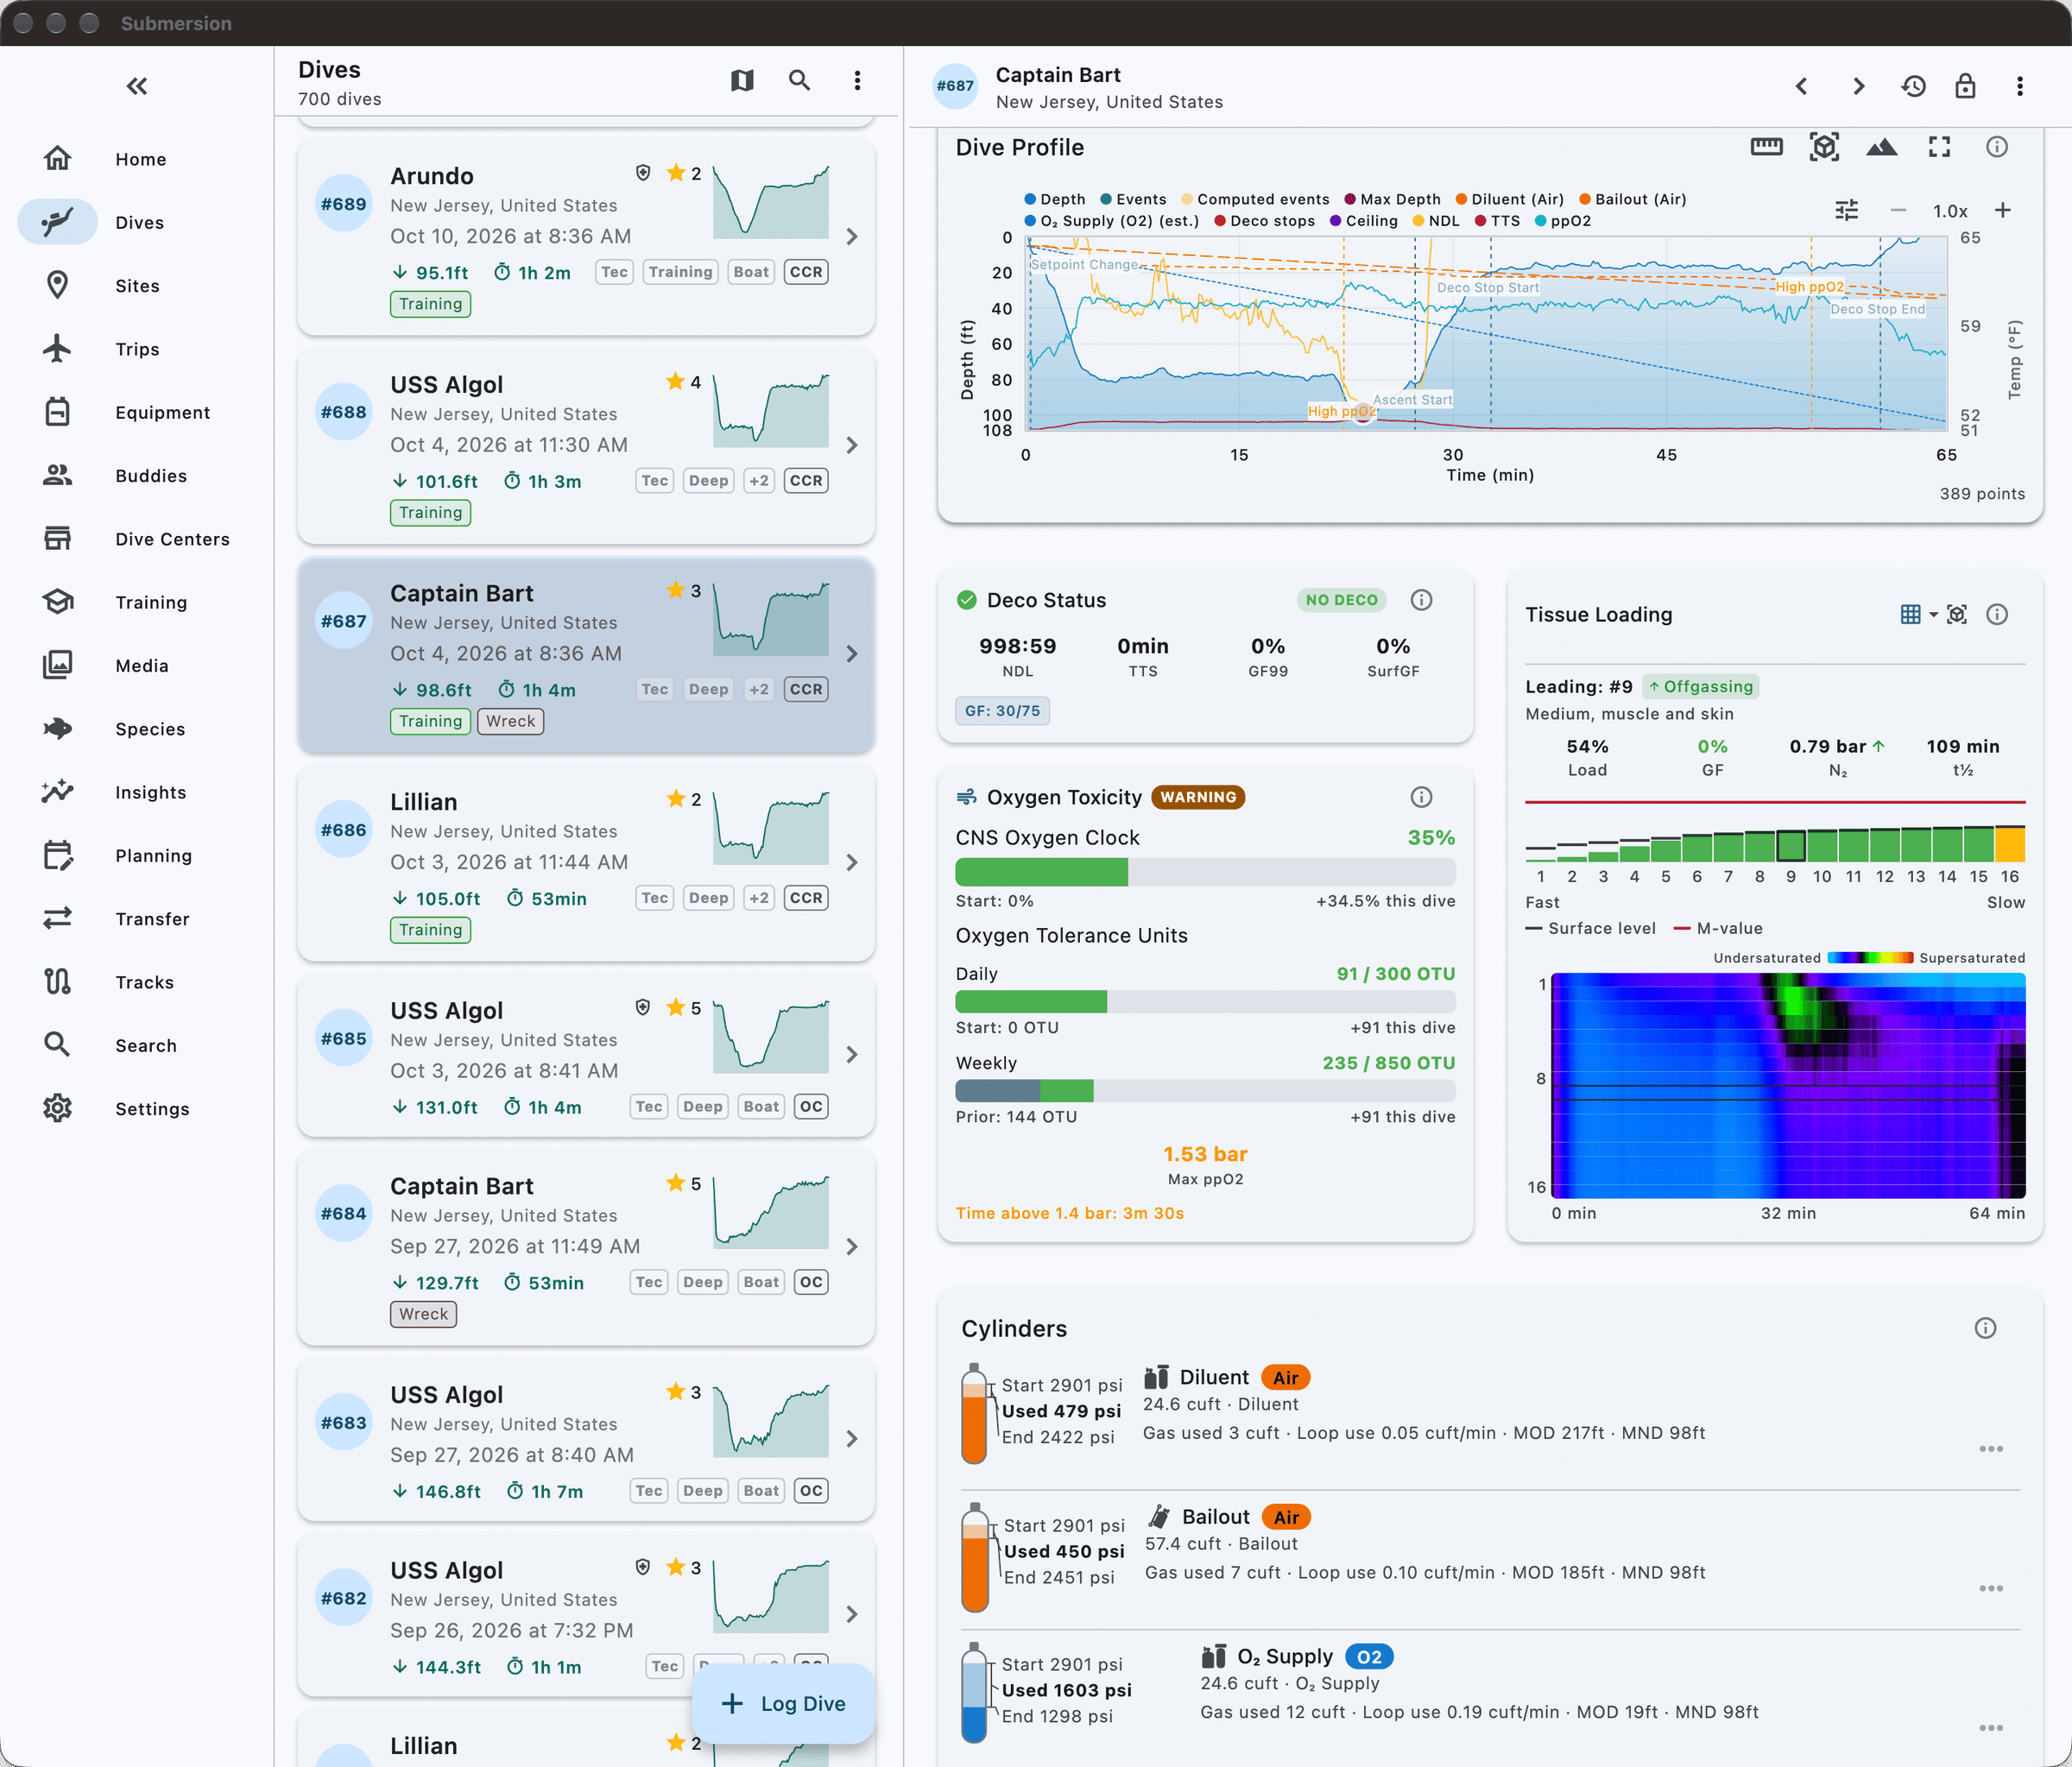 Submersion
Home
Dives
Sites
Trips
Equipment
Buddies
Dive Centers
Training
Media
Species
Insights
Planning
Transfer
Tracks
Search
Settings
Dives
700 dives
#689
Arundo
2
New Jersey, United States
Oct 10, 2026 at 8:36 AM
95.1ft 1h 2m Tec Training Boat CCR
Training
#688
USS Algol
4
New Jersey, United States
Oct 4, 2026 at 11:30 AM
101.6ft 1h 3m Tec Deep +2 CCR
Training
#687
Captain Bart
3
New Jersey, United States
Oct 4, 2026 at 8:36 AM
98.6ft 1h 4m Tec Deep +2 CCR
Training Wreck
#686
Lillian
2
New Jersey, United States
Oct 3, 2026 at 11:44 AM
105.0ft 53min Tec Deep +2 CCR
Training
#685
USS Algol
5
New Jersey, United States
Oct 3, 2026 at 8:41 AM
131.0ft 1h 4m Tec Deep Boat OC
#684
Captain Bart
5
New Jersey, United States
Sep 27, 2026 at 11:49 AM
129.7ft 53min Tec Deep Boat OC
Wreck
#683
USS Algol
3
New Jersey, United States
Sep 27, 2026 at 8:40 AM
146.8ft 1h 7m Tec Deep Boat OC
#682
USS Algol
3
New Jersey, United States
Sep 26, 2026 at 7:32 PM
144.3ft 1h 1m Tec
Lillian
2
+ Log Dive
#687
Captain Bart
New Jersey, United States
Dive Profile
Depth Events Computed events Max Depth Diluent (Air) Bailout (Air)
O₂ Supply (O2) (est.) Deco stops Ceiling NDL TTS ppO2
1.0x
0
20
40
60
80
100
108
Depth (ft)
Setpoint Change
High ppO2
Ascent Start
Deco Stop Start
High ppO2
Deco Stop End
65
59
52
51
Temp (°F)
0 15 30 45 65
Time (min)
389 points
Deco Status
NO DECO
998:59 0min 0% 0%
NDL TTS GF99 SurfGF
GF: 30/75
Oxygen Toxicity WARNING
CNS Oxygen Clock 35%
Start: 0% +34.5% this dive
Oxygen Tolerance Units
Daily 91 / 300 OTU
Start: 0 OTU +91 this dive
Weekly 235 / 850 OTU
Prior: 144 OTU +91 this dive
1.53 bar
Max ppO2
Time above 1.4 bar: 3m 30s
Tissue Loading
Leading: #9 ↑ Offgassing
Medium, muscle and skin
54% 0% 0.79 bar ↑ 109 min
Load GF N₂ t½
1 2 3 4 5 6 7 8 9 10 11 12 13 14 15 16
Fast Slow
Surface level M-value
Undersaturated Supersaturated
1
8
16
0 min 32 min 64 min
Cylinders
Start 2901 psi
Used 479 psi
End 2422 psi
Diluent Air
24.6 cuft · Diluent
Gas used 3 cuft · Loop use 0.05 cuft/min · MOD 217ft · MND 98ft
Start 2901 psi
Used 450 psi
End 2451 psi
Bailout Air
57.4 cuft · Bailout
Gas used 7 cuft · Loop use 0.10 cuft/min · MOD 185ft · MND 98ft
Start 2901 psi
Used 1603 psi
End 1298 psi
O₂ Supply O2
24.6 cuft · O₂ Supply
Gas used 12 cuft · Loop use 0.19 cuft/min · MOD 19ft · MND 98ft